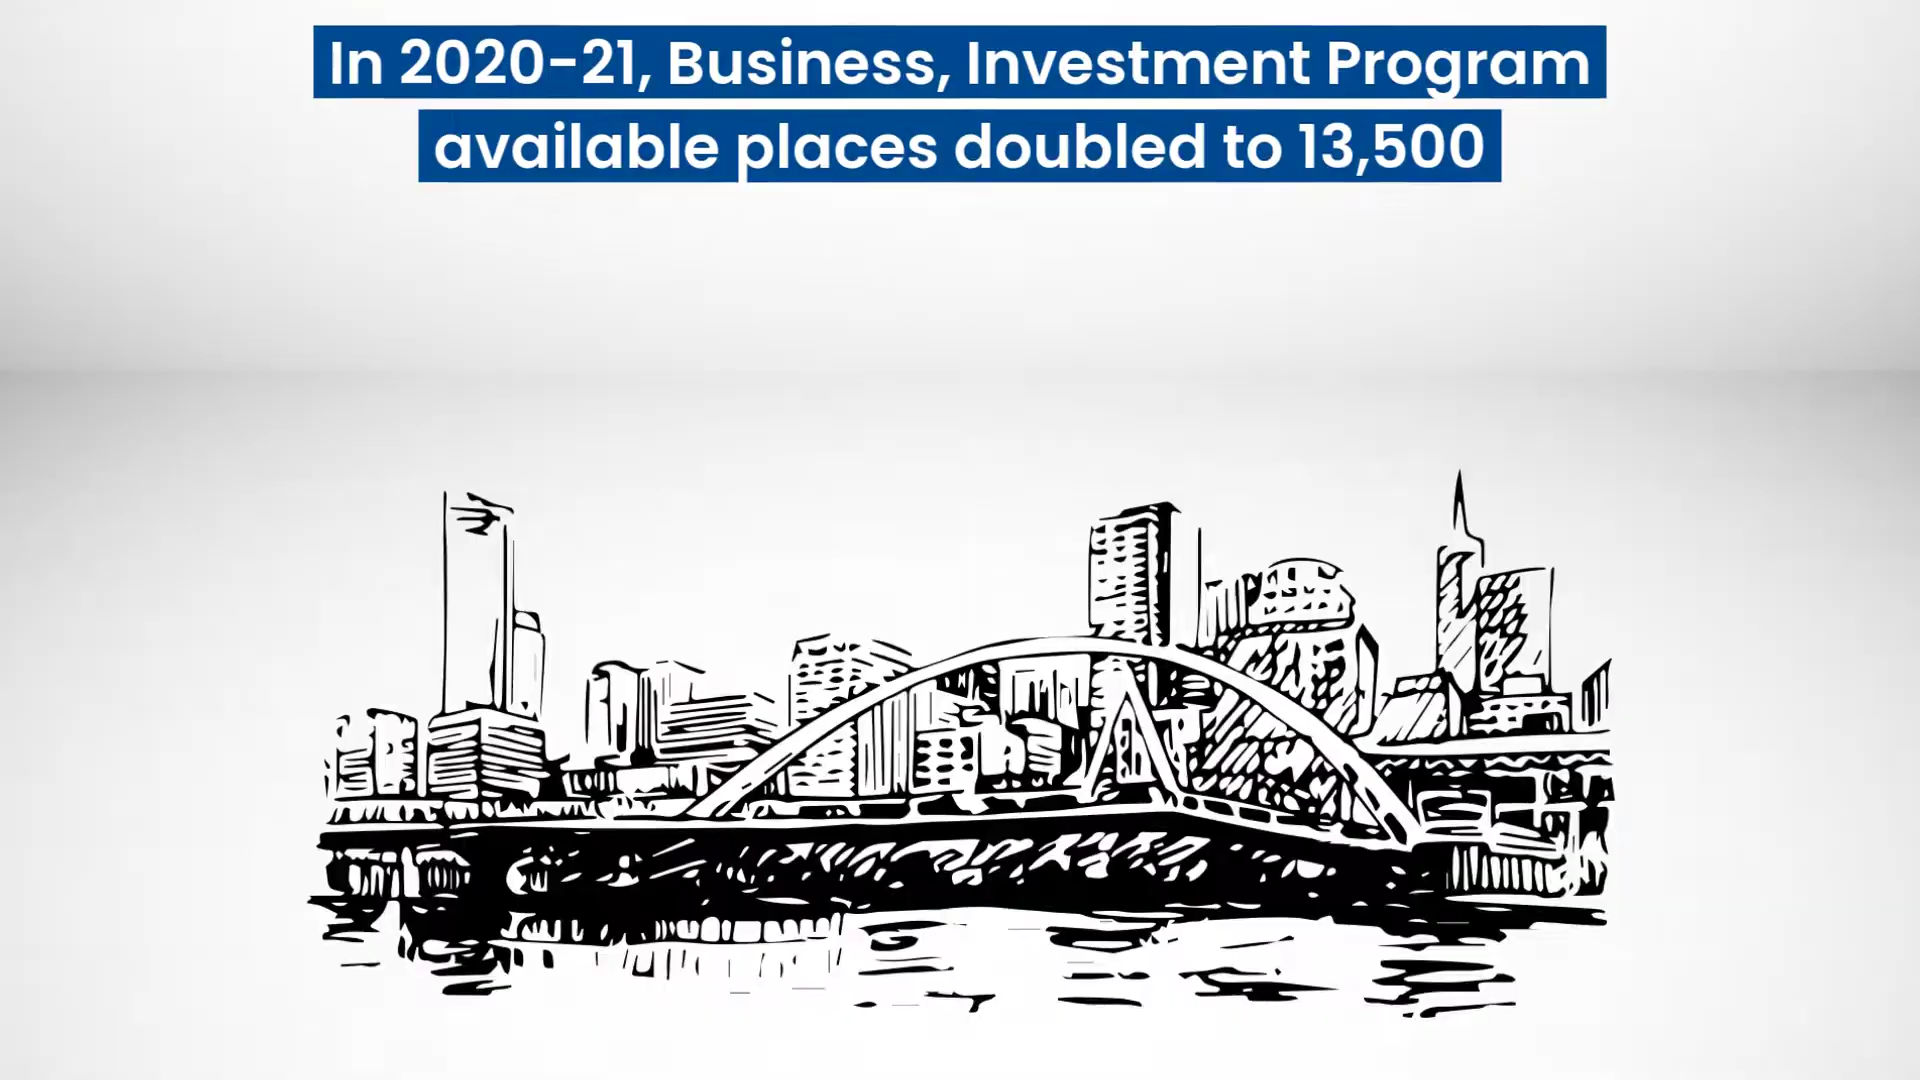 In 2020-21, Business, Investment Program
available places doubled to 13,500